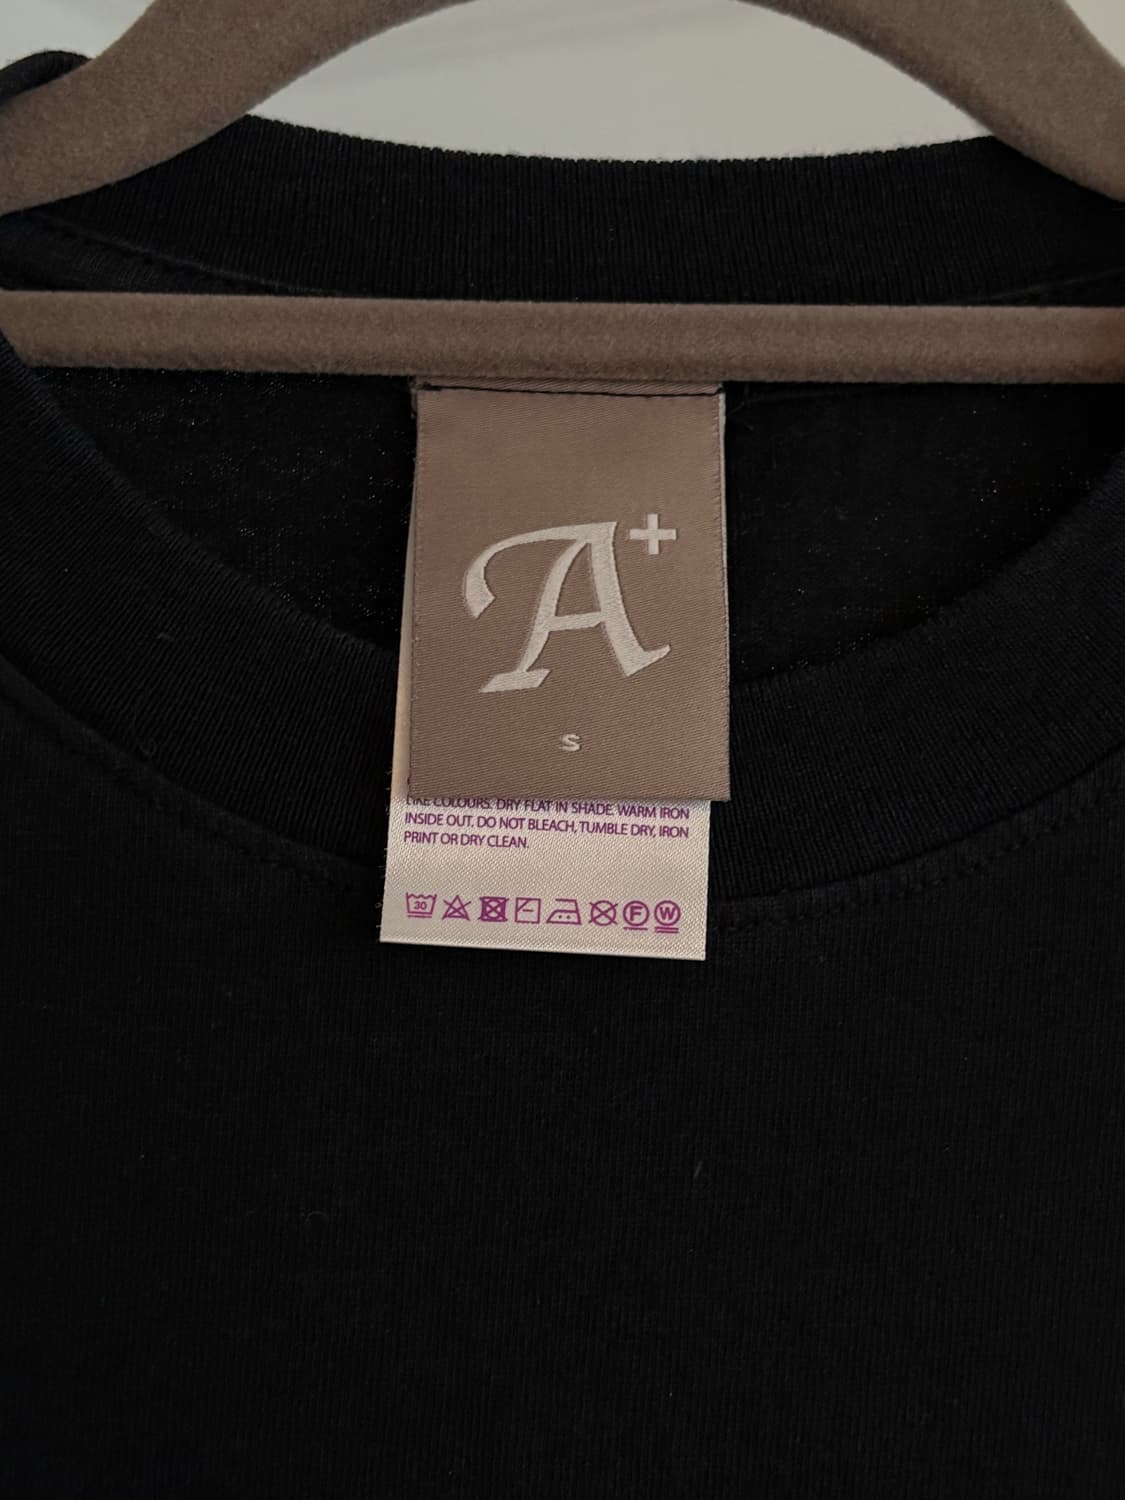 A+
S
LIKE COLOURS. DRY FLAT IN SHADE. WARM IRON
INSIDE OUT. DO NOT BLEACH, TUMBLE DRY, IRON
PRINT OR DRY CLEAN.
30 F W